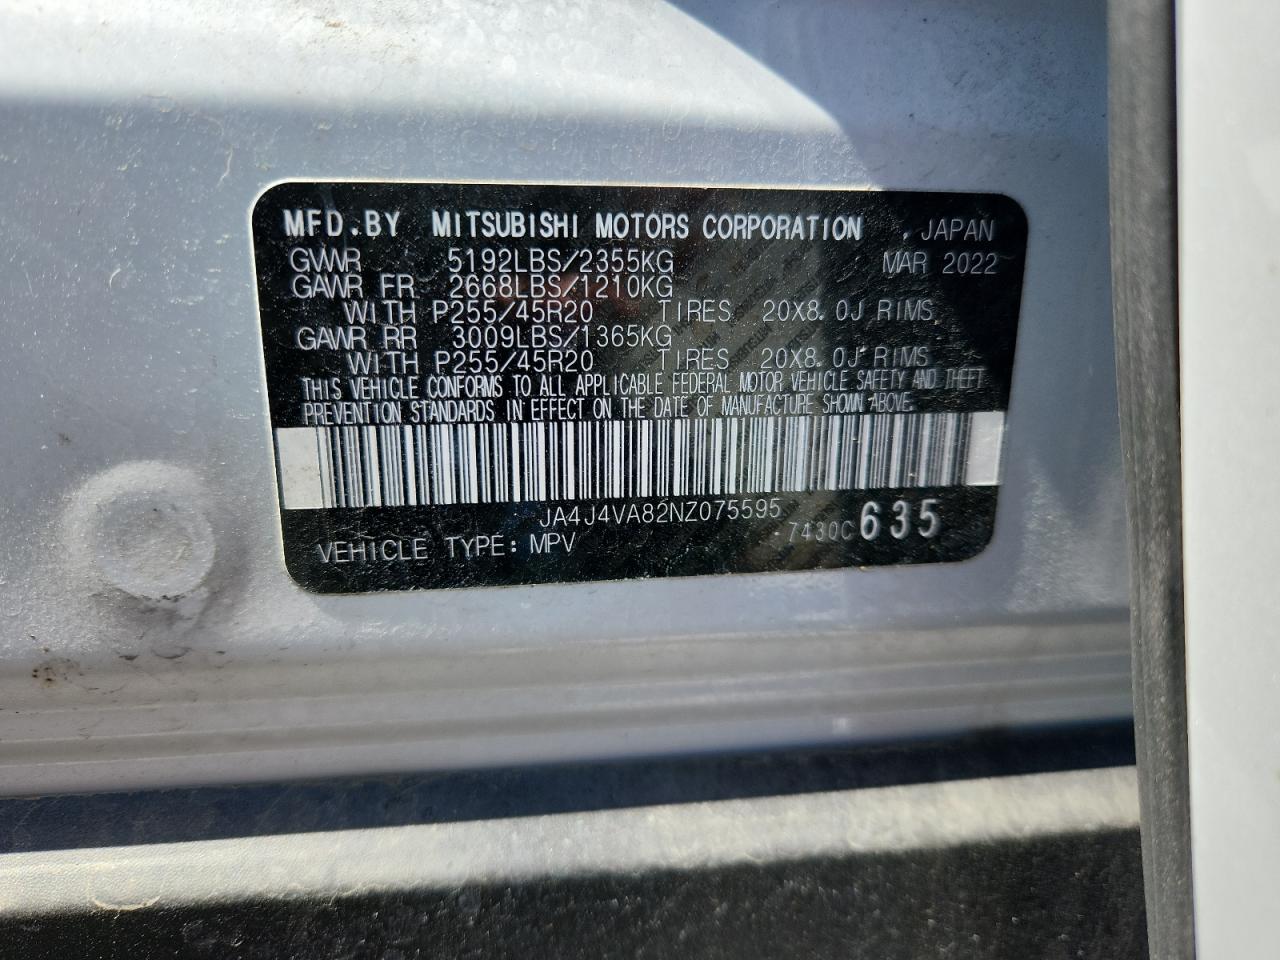 MFD.BY MITSUBISHI MOTORS CORPORATION , JAPAN
GVWR 5192LBS/2355KG MAR 2022
GAWR FR 2668LBS/1210KG
WITH P255/45R20 TIRES 20X8.0J RIMS
GAWR RR 3009LBS/1365KG
WITH P255/45R20 TIRES 20X8.0J RIMS
THIS VEHICLE CONFORMS TO ALL APPLICABLE FEDERAL MOTOR VEHICLE SAFETY AND THEFT
PREVENTION STANDARDS IN EFFECT ON THE DATE OF MANUFACTURE SHOWN ABOVE.
JA4J4VA82NZ075595
-7430C 635
VEHICLE TYPE: MPV